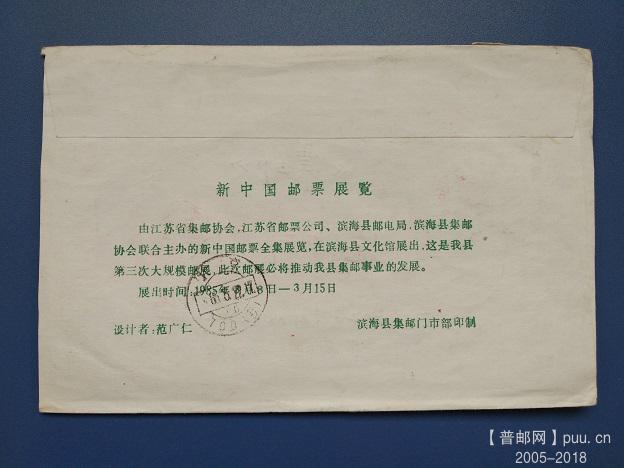 新中国邮票展览
由江苏省集邮协会,江苏省邮票公司、滨海县邮电局、滨海县集邮
协会联合主办的新中国邮票全集展览,在滨海县文化馆展出,这是我县
第三次大规模邮展,此次邮展必将推动我县集邮事业的发展。
展出时间:1985年3月8日—3月15日
设计者:范广仁
滨海县集邮门市部印制
【普邮网】puu.cn
2005-2018